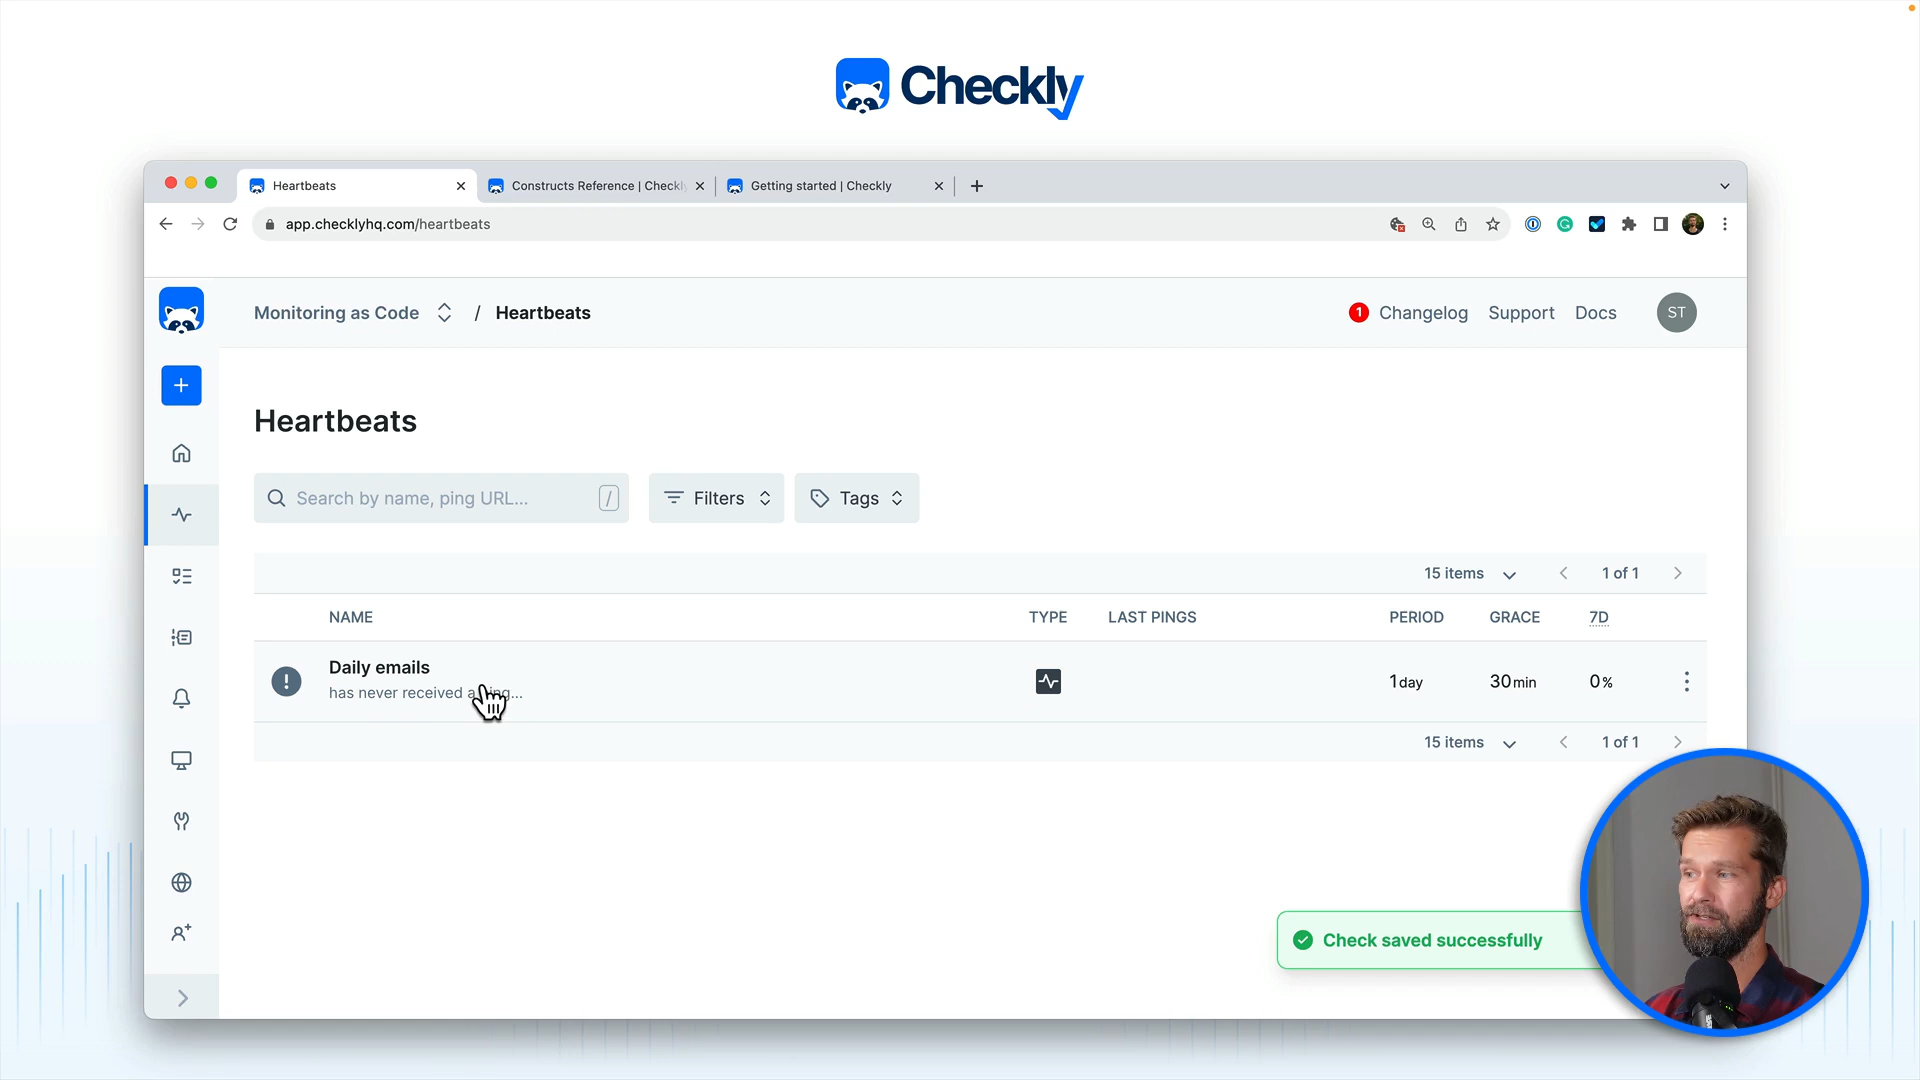 Checkly
Heartbeats
Constructs Reference | Checkly
Getting started | Checkly
app.checklyhq.com/heartbeats
Monitoring as Code / Heartbeats
1 Changelog Support Docs ST
Heartbeats
Search by name, ping URL... /
Filters
Tags
15 items 1 of 1
NAME TYPE LAST PINGS PERIOD GRACE 7D
Daily emails
has never received a ping...
1 day 30 min 0 %
15 items 1 of 1
Check saved successfully